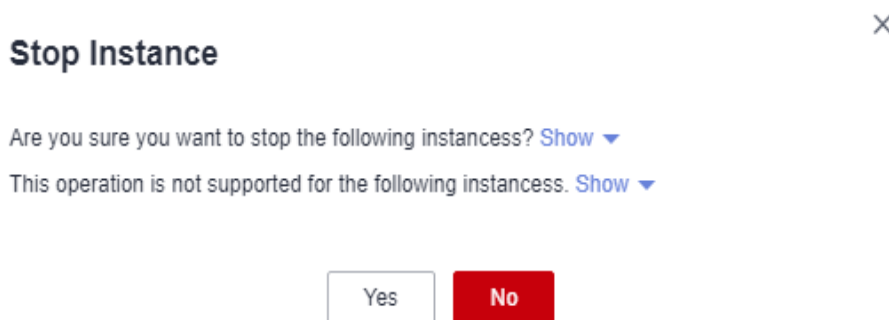 Stop Instance
Are you sure you want to stop the following instancess? Show
This operation is not supported for the following instancess. Show
Yes No